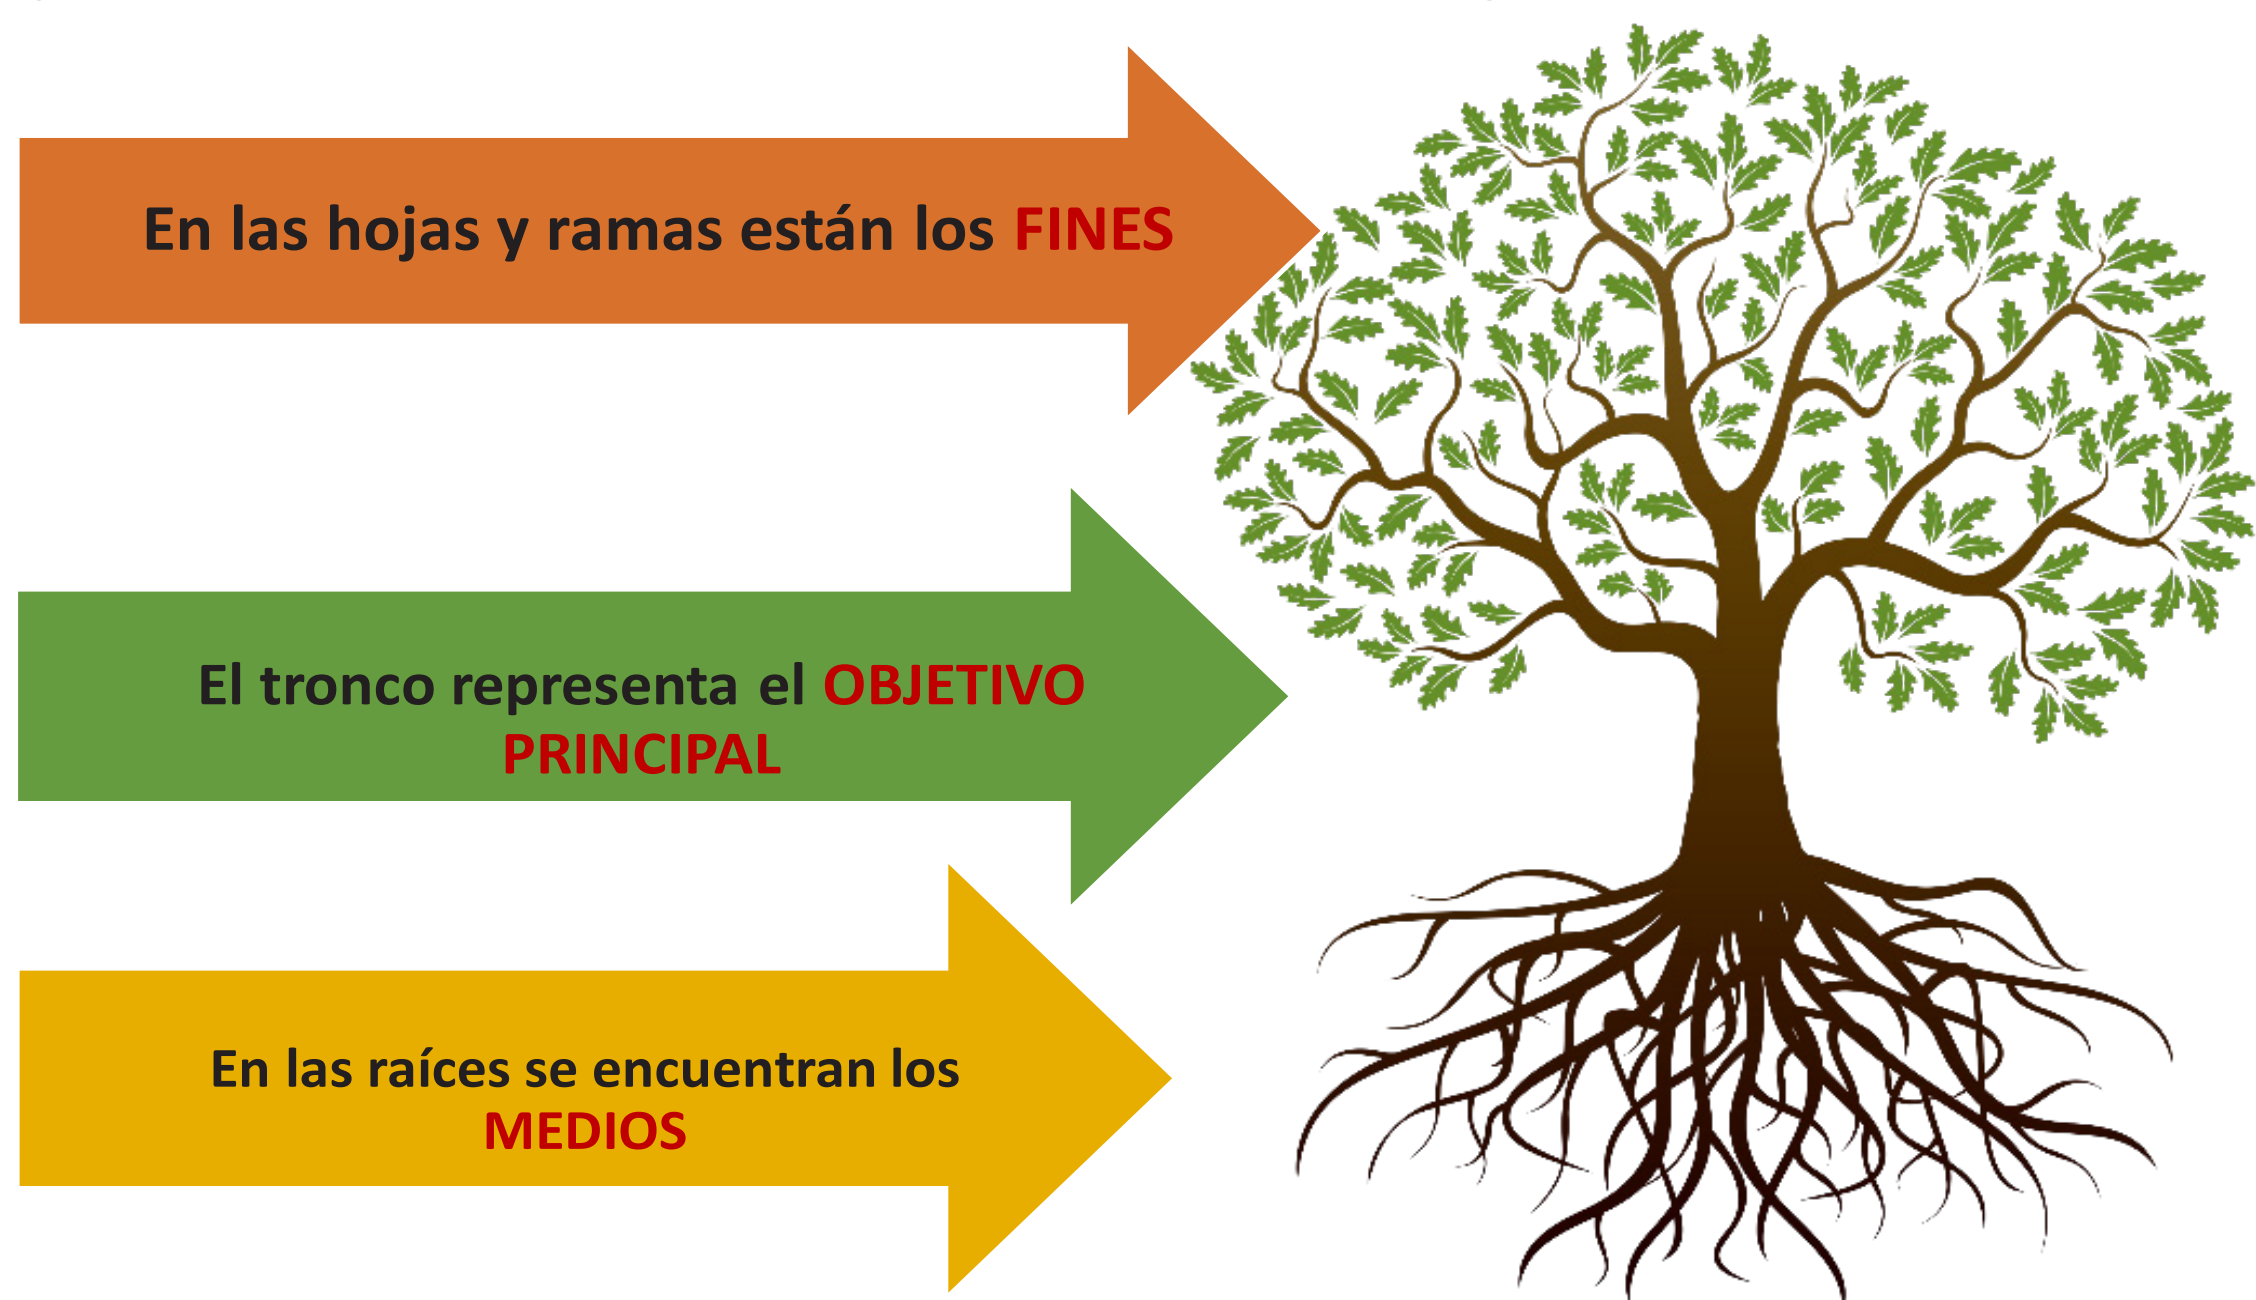 En las hojas y ramas están los FINES
El tronco representa el OBJETIVO
PRINCIPAL
En las raíces se encuentran los
MEDIOS